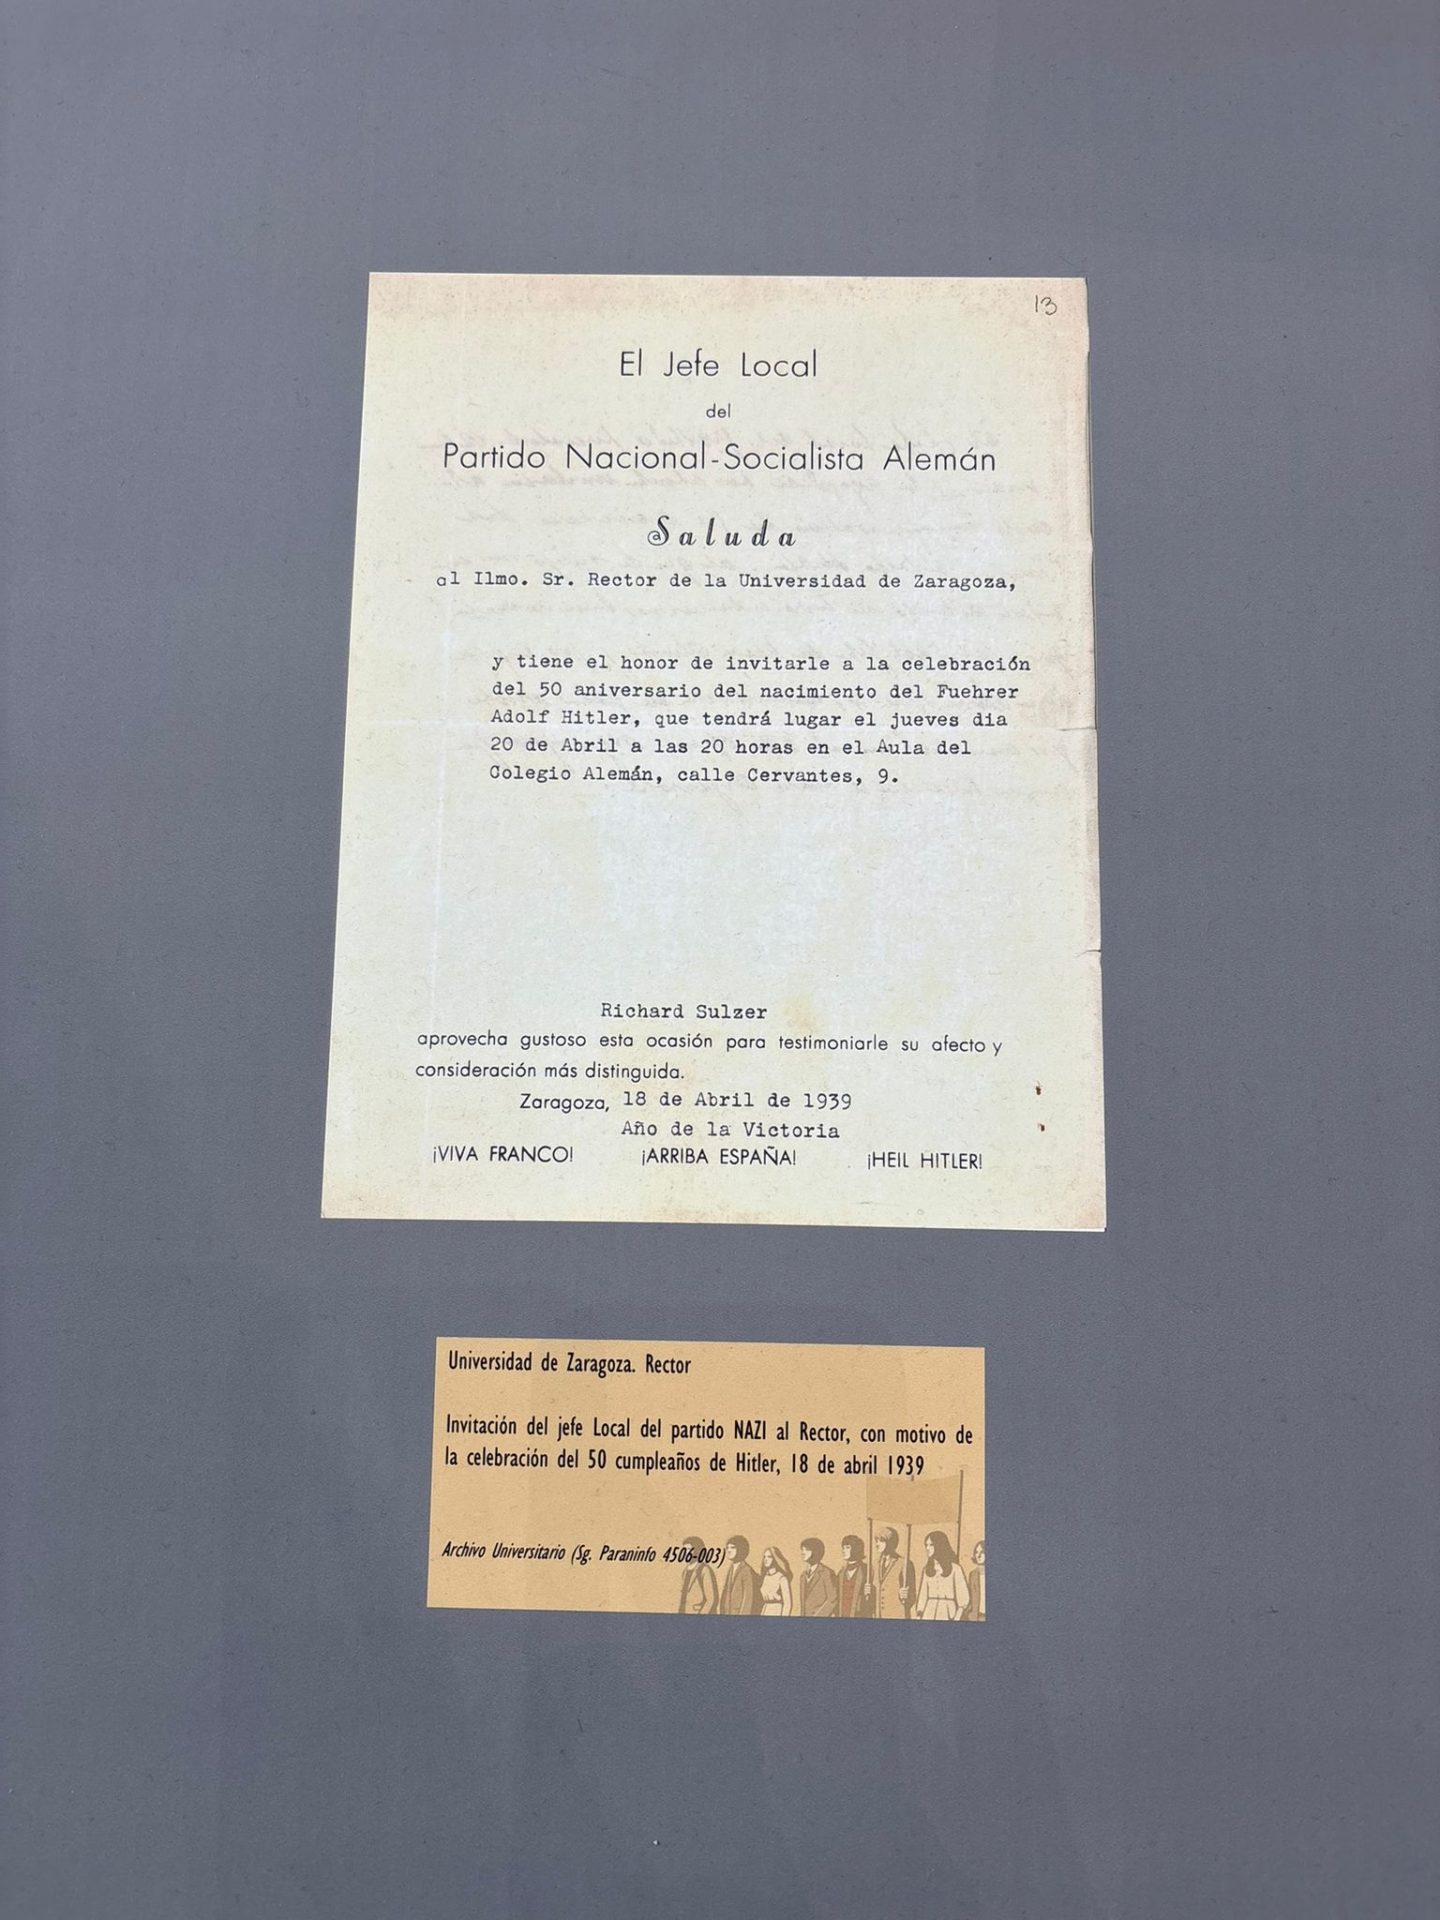 13
El Jefe Local
del
Partido Nacional-Socialista Alemán
Saluda
al Ilmo. Sr. Rector de la Universidad de Zaragoza,
y tiene el honor de invitarle a la celebración
del 50 aniversario del nacimiento del Fuehrer
Adolf Hitler, que tendrá lugar el jueves dia
20 de Abril a las 20 horas en el Aula del
Colegio Alemán, calle Cervantes, 9.
Richard Sulzer
aprovecha gustoso esta ocasión para testimoniarle su afecto y
consideración más distinguida.
Zaragoza, 18 de Abril de 1939
Año de la Victoria
¡VIVA FRANCO! ¡ARRIBA ESPAÑA! ¡HEIL HITLER!
Universidad de Zaragoza. Rector
Invitación del jefe Local del partido NAZI al Rector, con motivo de
la celebración del 50 cumpleaños de Hitler, 18 de abril 1939
Archivo Universitario (Sg. Paraninfo 4506-003)